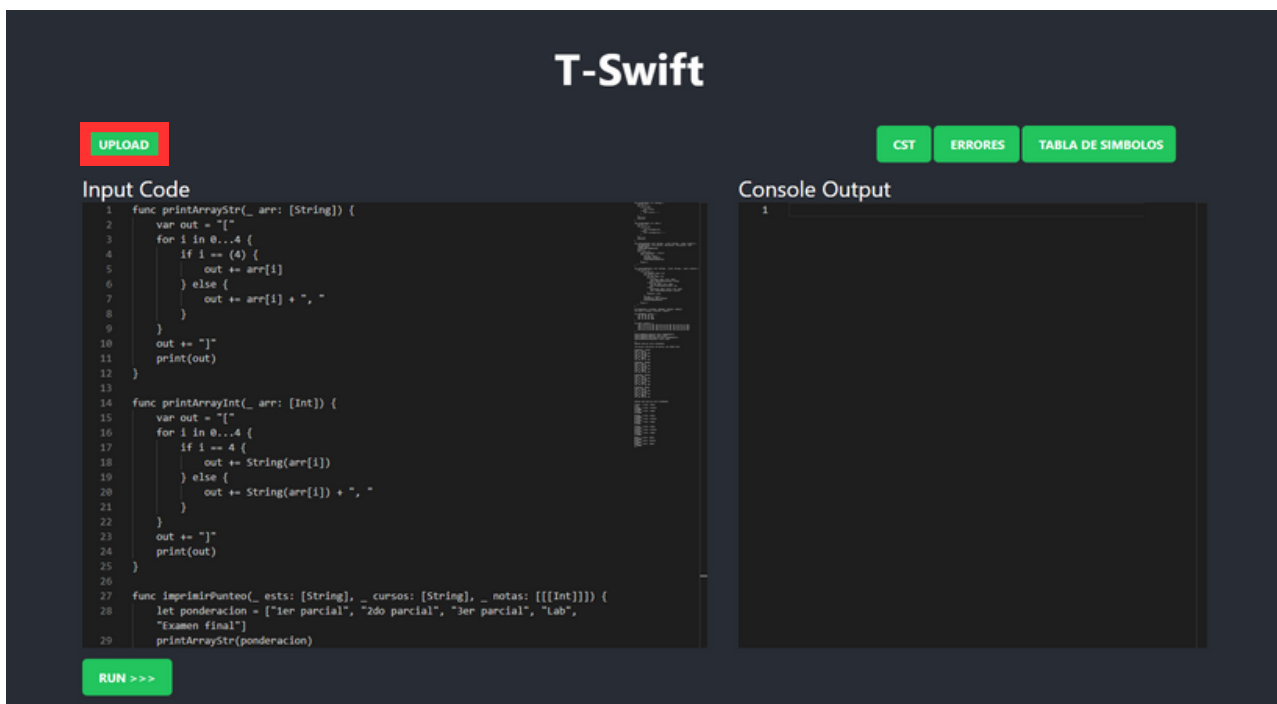 T-Swift
UPLOAD
CST ERRORES TABLA DE SIMBOLOS
Input Code
1 func printArrayStr(_ arr: [String]) {
2 var out = "["
3 for i in 0...4 {
4 if i == (4) {
5 out += arr[i]
6 } else {
7 out += arr[i] + ", "
8 }
9 }
10 out += "]"
11 print(out)
12 }
13
14 func printArrayInt(_ arr: [Int]) {
15 var out = "["
16 for i in 0...4 {
17 if i == 4 {
18 out += String(arr[i])
19 } else {
20 out += String(arr[i]) + ", "
21 }
22 }
23 out += "]"
24 print(out)
25 }
26
27 func imprimirPunteo(_ ests: [String], _ cursos: [String], _ notas: [[[Int]]]) {
28 let ponderacion = ["1er parcial", "2do parcial", "3er parcial", "Lab",
"Examen final"]
29 printArrayStr(ponderacion)
Console Output
1
RUN >>>